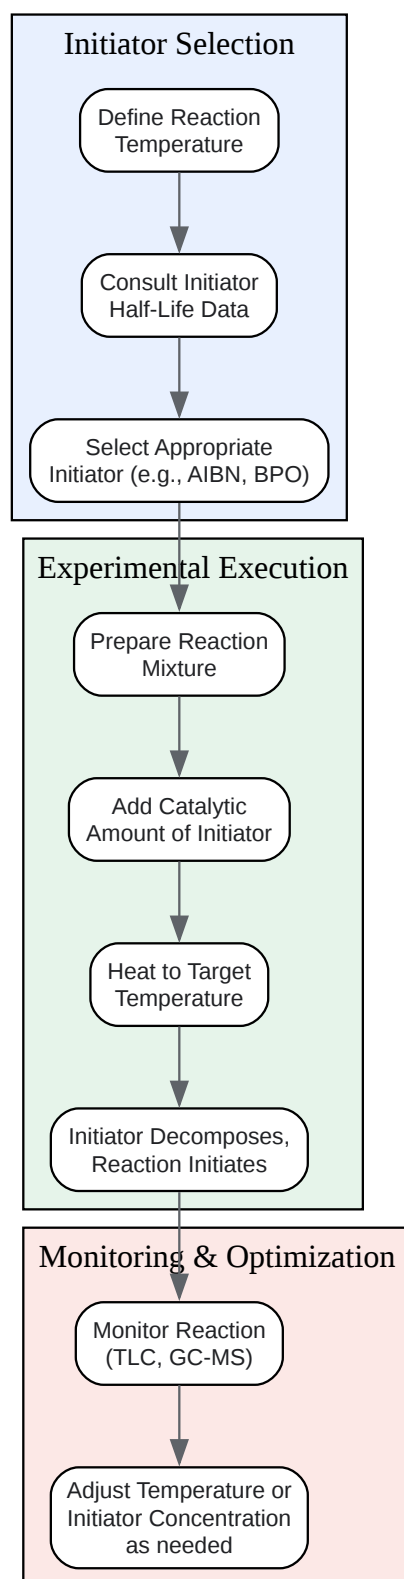 Initiator Selection
Define Reaction
Temperature
Consult Initiator
Half-Life Data
Select Appropriate
Initiator (e.g., AIBN, BPO)
Experimental Execution
Prepare Reaction
Mixture
Add Catalytic
Amount of Initiator
Heat to Target
Temperature
Initiator Decomposes,
Reaction Initiates
Monitoring & Optimization
Monitor Reaction
(TLC, GC-MS)
Adjust Temperature or
Initiator Concentration
as needed